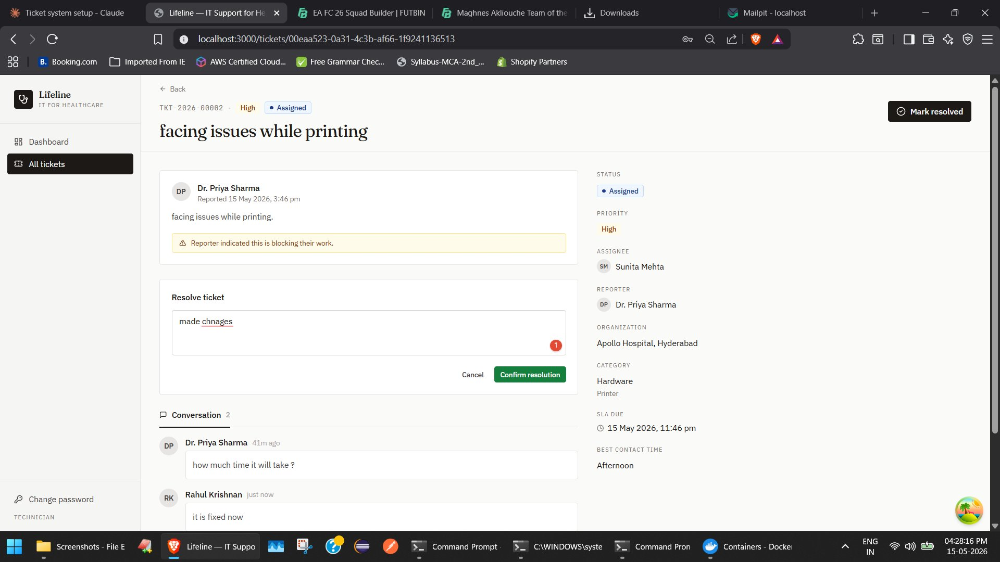 Ticket system setup - Claude
Lifeline — IT Support for He
EA FC 26 Squad Builder | FUTBIN
Maghnes Akliouche Team of the
Downloads
Mailpit - localhost
localhost:3000/tickets/00eaa523-0a31-4c3b-af66-1f9241136513
B. Booking.com
Imported From IE
AWS Certified Cloud...
Free Grammar Chec...
Syllabus-MCA-2nd_...
Shopify Partners
Lifeline
IT FOR HEALTHCARE
Dashboard
All tickets
Change password
TECHNICIAN
Back
TKT-2026-00002 · High Assigned
facing issues while printing
Mark resolved
DP
Dr. Priya Sharma
Reported 15 May 2026, 3:46 pm
facing issues while printing.
Reporter indicated this is blocking their work.
Resolve ticket
made chnages
1
Cancel
Confirm resolution
Conversation 2
DP
Dr. Priya Sharma 41m ago
how much time it will take ?
RK
Rahul Krishnan just now
it is fixed now
STATUS
Assigned
PRIORITY
High
ASSIGNEE
SM Sunita Mehta
REPORTER
DP Dr. Priya Sharma
ORGANIZATION
Apollo Hospital, Hyderabad
CATEGORY
Hardware
Printer
SLA DUE
15 May 2026, 11:46 pm
BEST CONTACT TIME
Afternoon
Screenshots - File E
Lifeline — IT Suppo
Command Prompt -
C:\WINDOWS\syste
Command Pron
Containers - Docke
ENG
IN
04:28:16 PM
15-05-2026